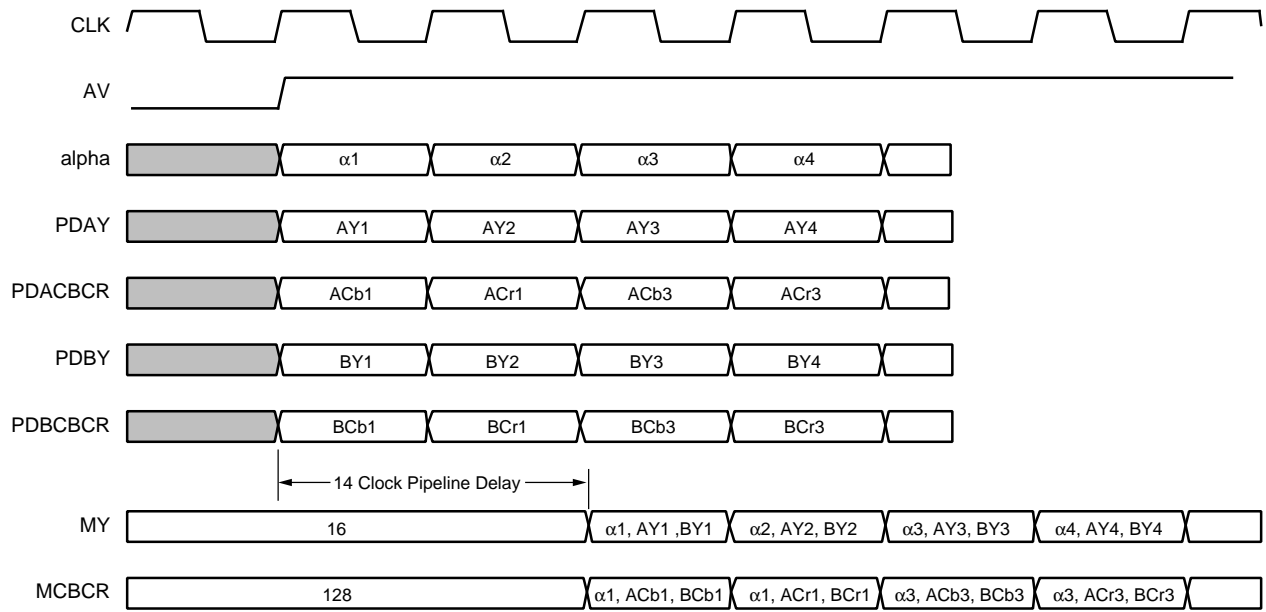 CLK
AV
alpha α1 α2 α3 α4
PDAY AY1 AY2 AY3 AY4
PDACBCR ACb1 ACr1 ACb3 ACr3
PDBY BY1 BY2 BY3 BY4
PDBCBCR BCb1 BCr1 BCb3 BCr3
14 Clock Pipeline Delay
MY 16 α1, AY1 ,BY1 α2, AY2, BY2 α3, AY3, BY3 α4, AY4, BY4
MCBCR 128 α1, ACb1, BCb1 α1, ACr1, BCr1 α3, ACb3, BCb3 α3, ACr3, BCr3